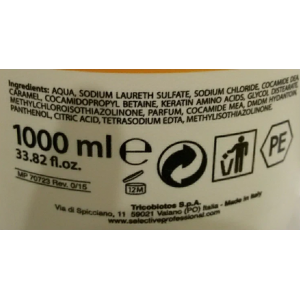 Ingredients: AQUA, SODIUM LAURETH SULFATE, SODIUM CHLORIDE, COCAMIDE DEA,
CARAMEL, COCAMIDOPROPYL BETAINE, KERATIN AMINO ACIDS, GLYCOL DISTEARATE,
METHYLCHLOROISOTHIAZOLINONE, PARFUM, COCAMIDE MEA, DMDM HYDANTOIN,
PANTHENOL, CITRIC ACID, TETRASODIUM EDTA, METHYLISOTHIAZOLINONE.
1000 ml e
33.82 fl.oz.
12M
PE
MP 70723 Rev. 0/15
Tricobiotos S.p.A.
Via di Spicciano, 11 - 59021 Vaiano (PO) Italia - Made in Italy
www.selectiveprofessional.com